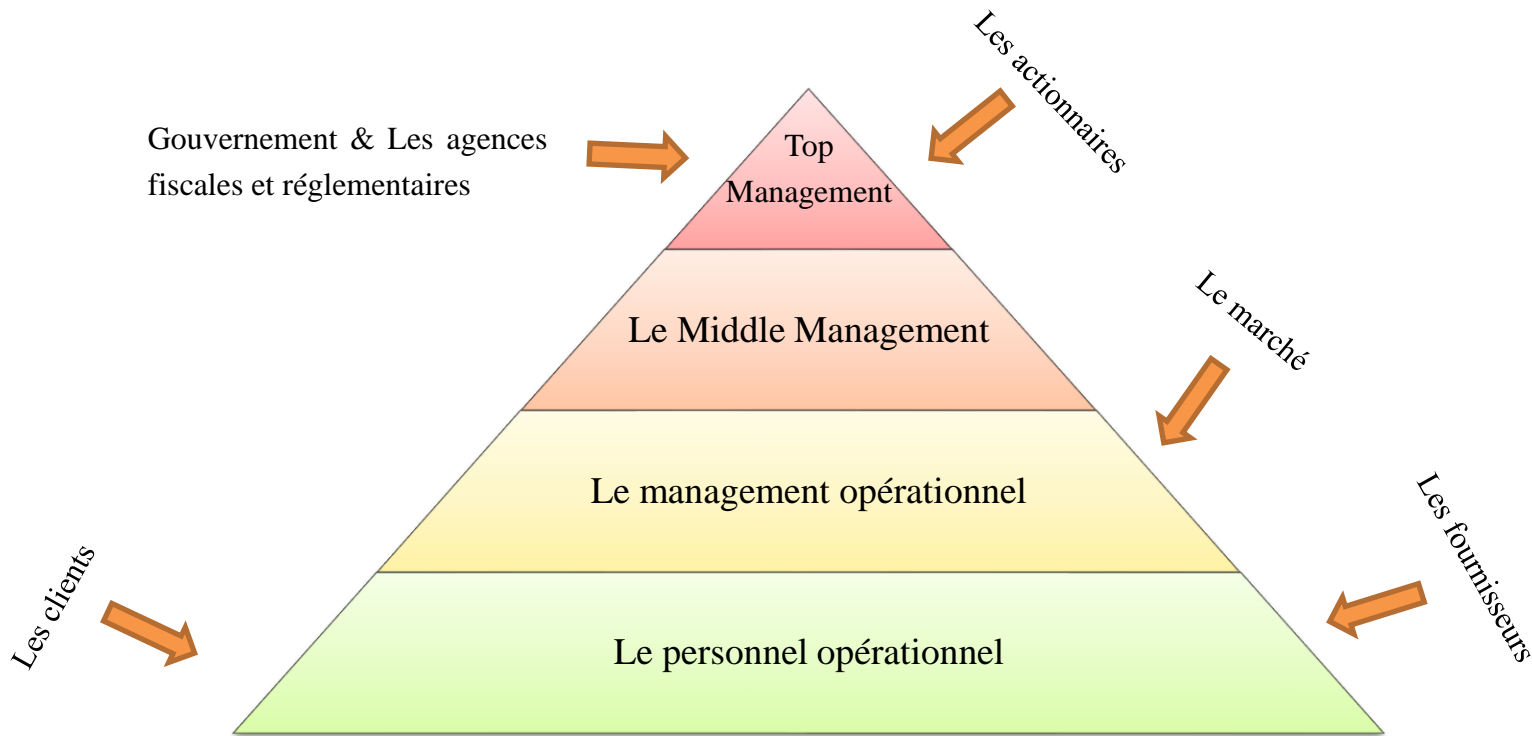 Les actionnaires
Gouvernement & Les agences
fiscales et réglementaires
Top
Management
Le marché
Le Middle Management
Le management opérationnel
Les fournisseurs
Les clients
Le personnel opérationnel